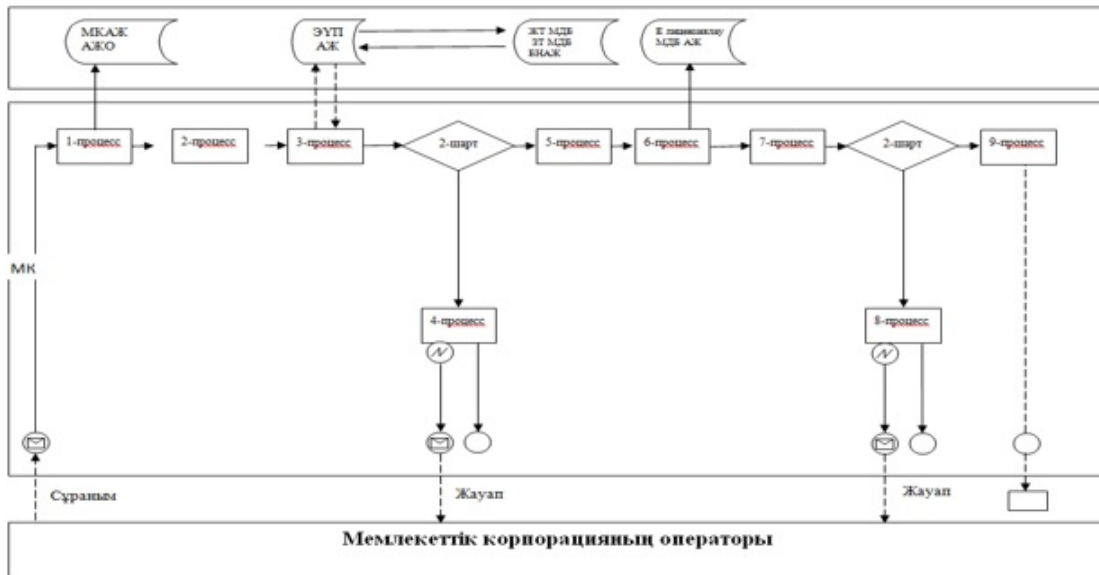 МКАЖ
АЖО
ЭҮП
АЖ
ЖТ МДБ
ЗТ МДБ
БНАЖ
Е лицензиялау
МДБ АЖ
1-процесс
2-процесс
3-процесс
2-шарт
5-процесс
6-процесс
7-процесс
2-шарт
9-процесс
МК
4-процесс
8-процесс
Сұраным
Жауап
Жауап
Мемлекеттік корпорацияның операторы